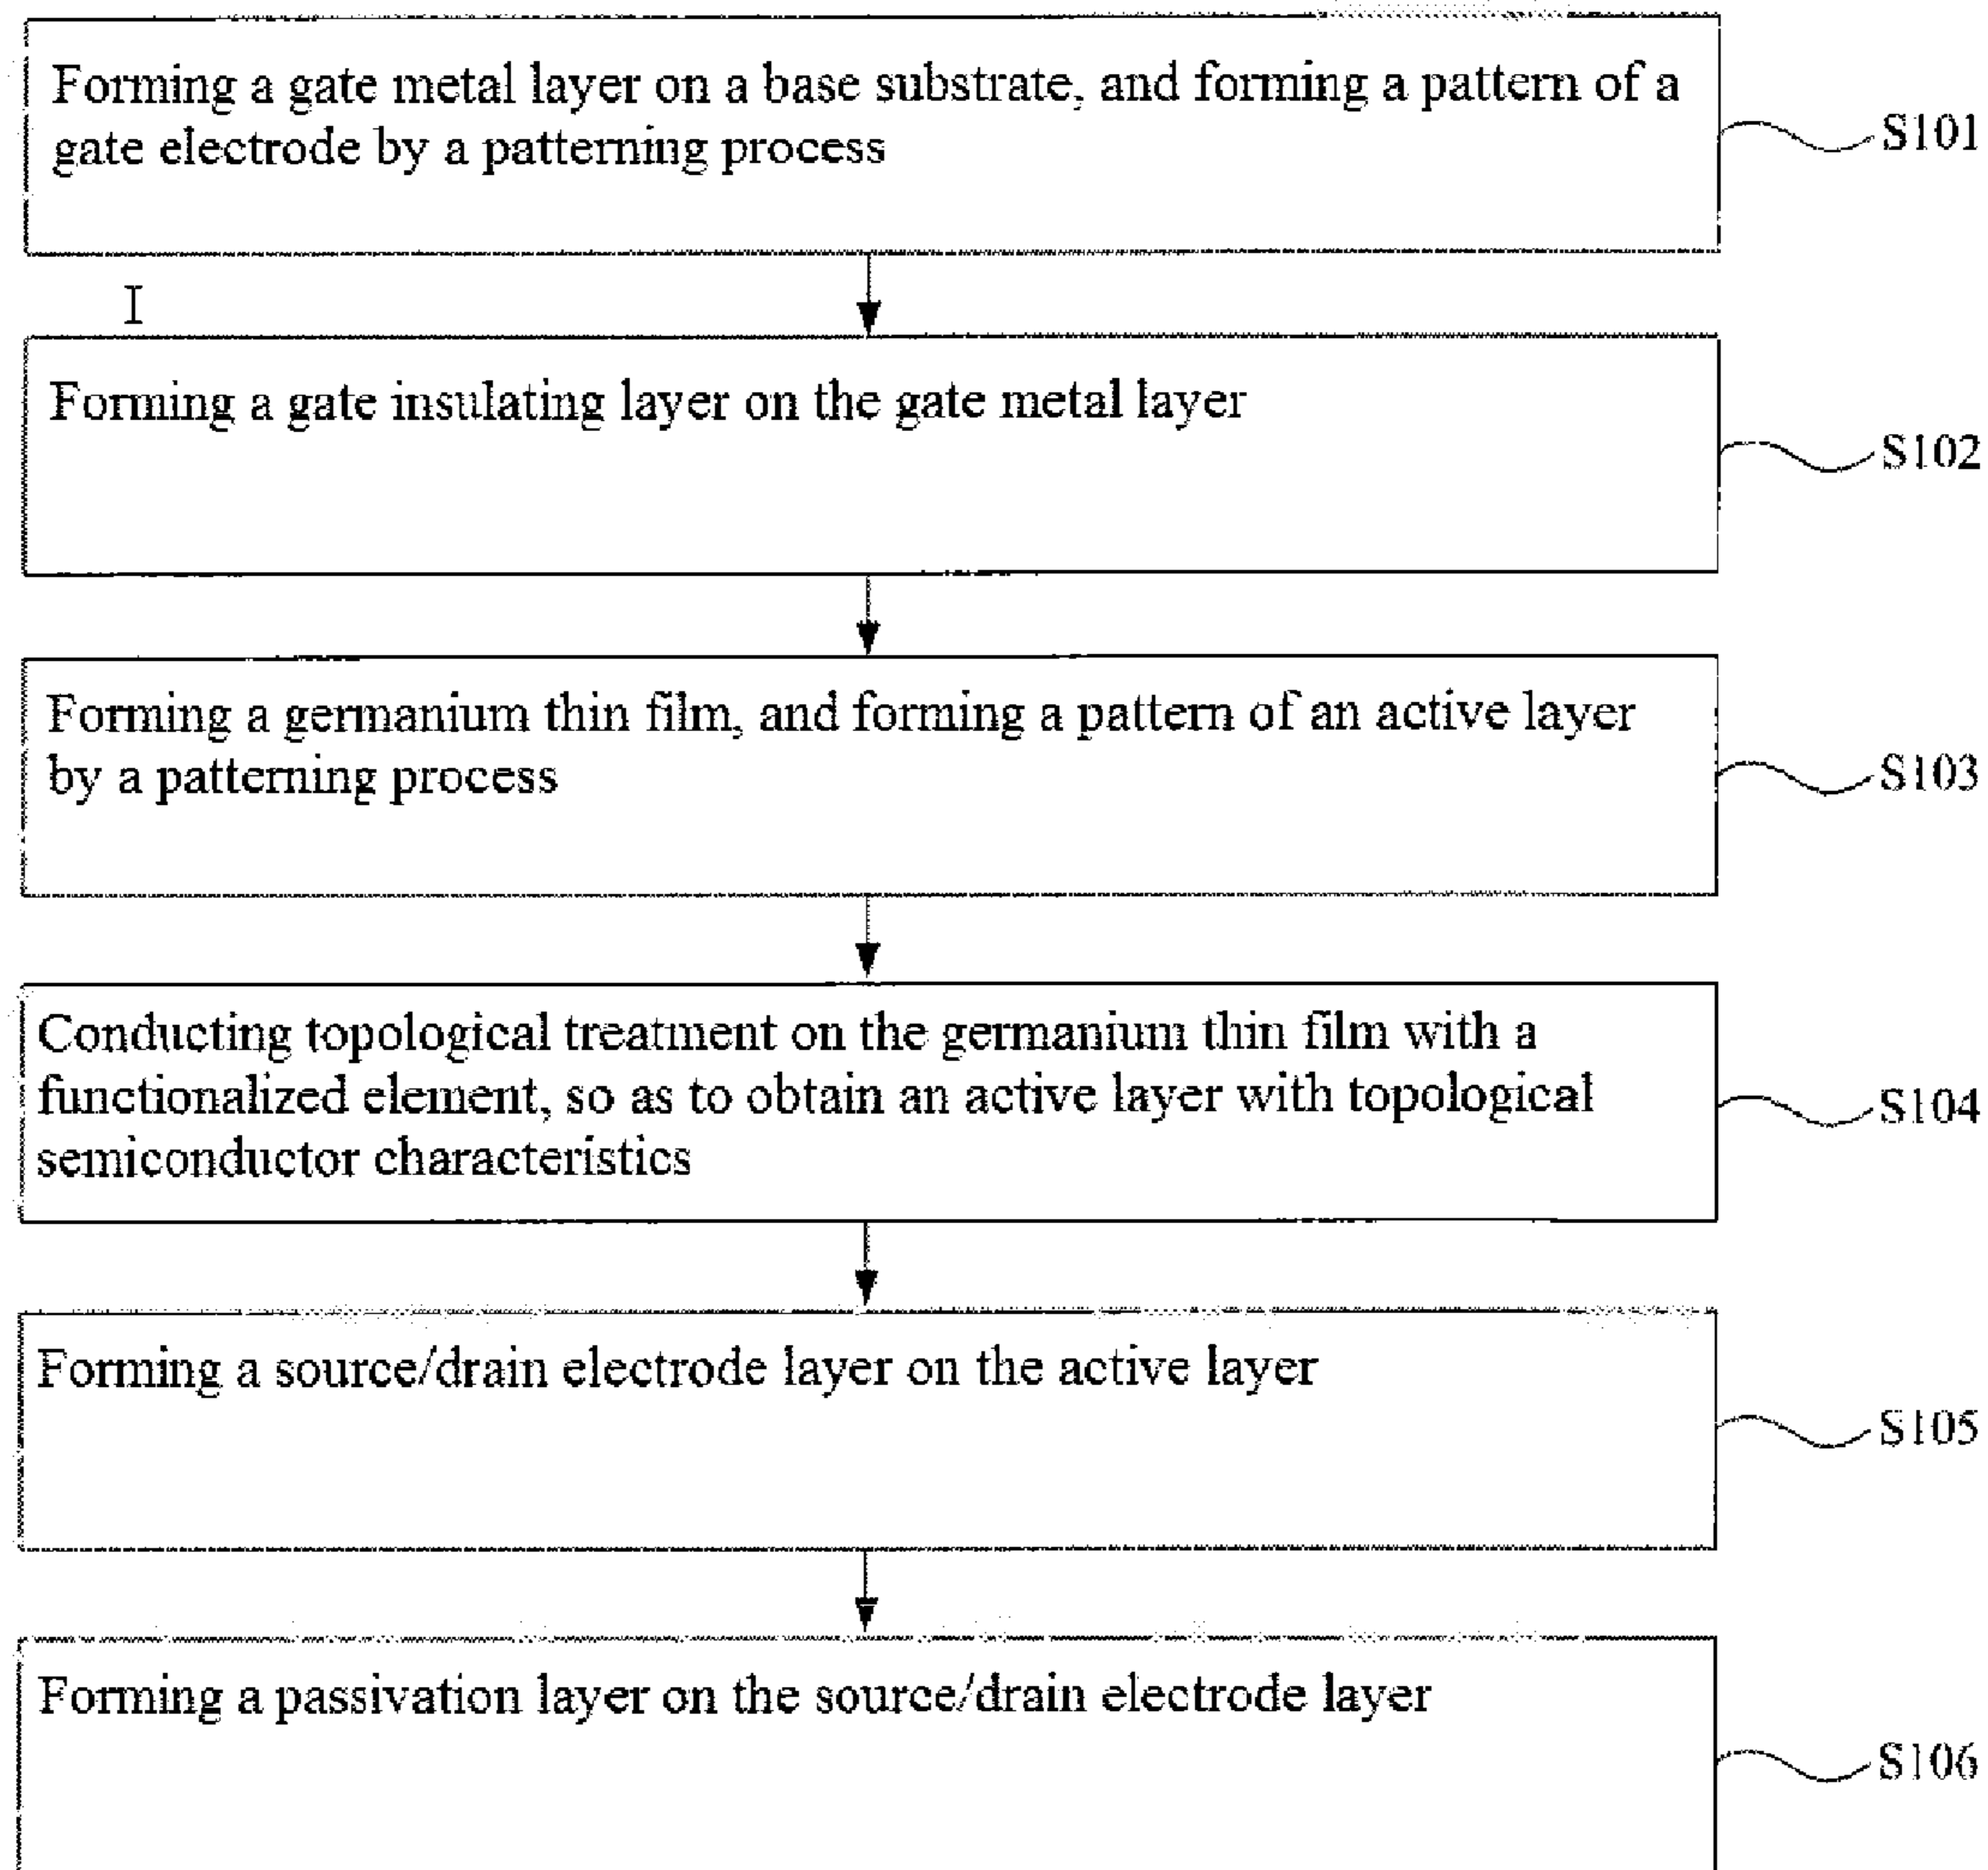 Forming a gate metal layer on a base substrate, and forming a pattern of a
gate electrode by a patterning process
S101
I
Forming a gate insulating layer on the gate metal layer
S102
Forming a germanium thin film, and forming a pattern of an active layer
by a patterning process
S103
Conducting topological treatment on the germanium thin film with a
functionalized element, so as to obtain an active layer with topological
semiconductor characteristics
S104
Forming a source/drain electrode layer on the active layer
S105
Forming a passivation layer on the source/drain electrode layer
S106